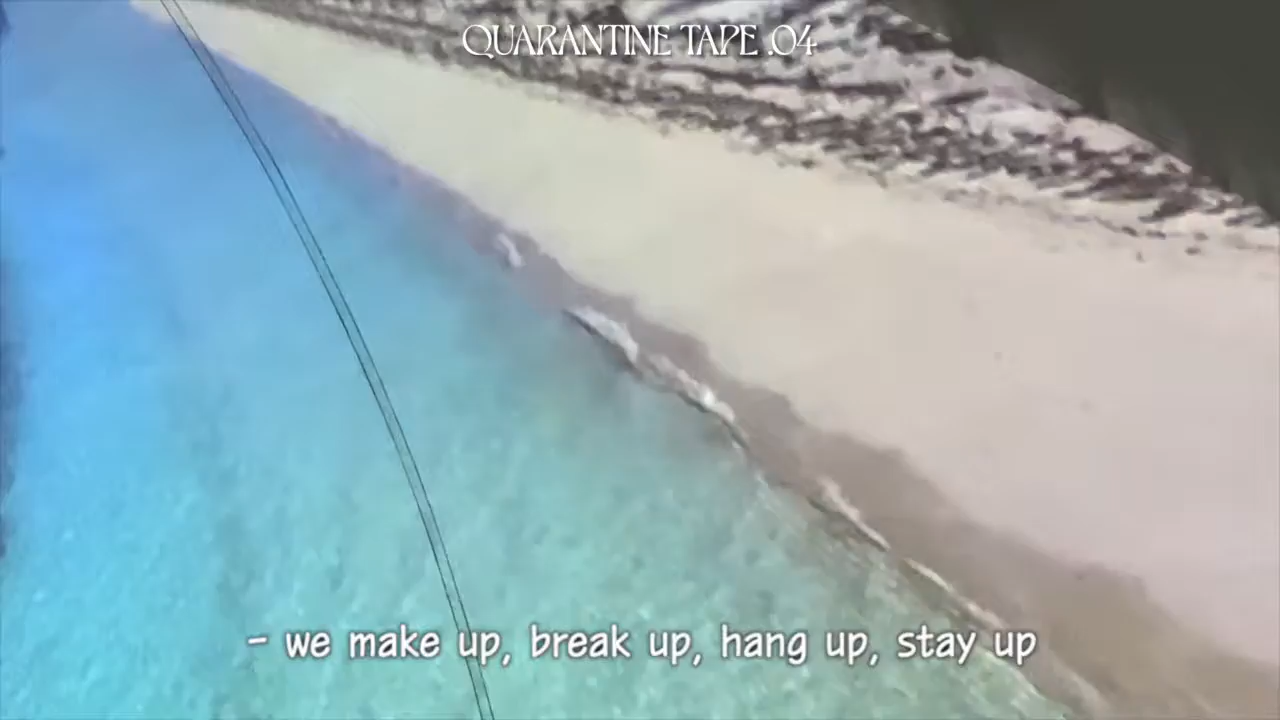 QUARANTINE TAPE .04
– we make up, break up, hang up, stay up